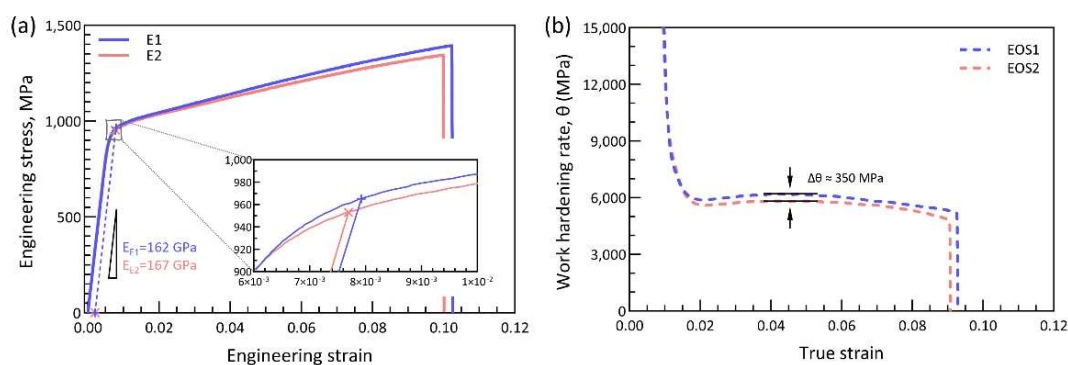 (a)
E1
E2
Engineering stress, MPa
1,500
1,000
500
0
E_F1=162 GPa
E_L2=167 GPa
1,000
980
960
940
920
900
6×10⁻³
7×10⁻³
8×10⁻³
9×10⁻³
1×10⁻²
0.00
0.02
0.04
0.06
0.08
0.10
0.12
Engineering strain
(b)
EOS1
EOS2
Work hardening rate, θ (MPa)
15,000
12,000
9,000
6,000
3,000
0
Δθ ≈ 350 MPa
0.00
0.02
0.04
0.06
0.08
0.10
0.12
True strain